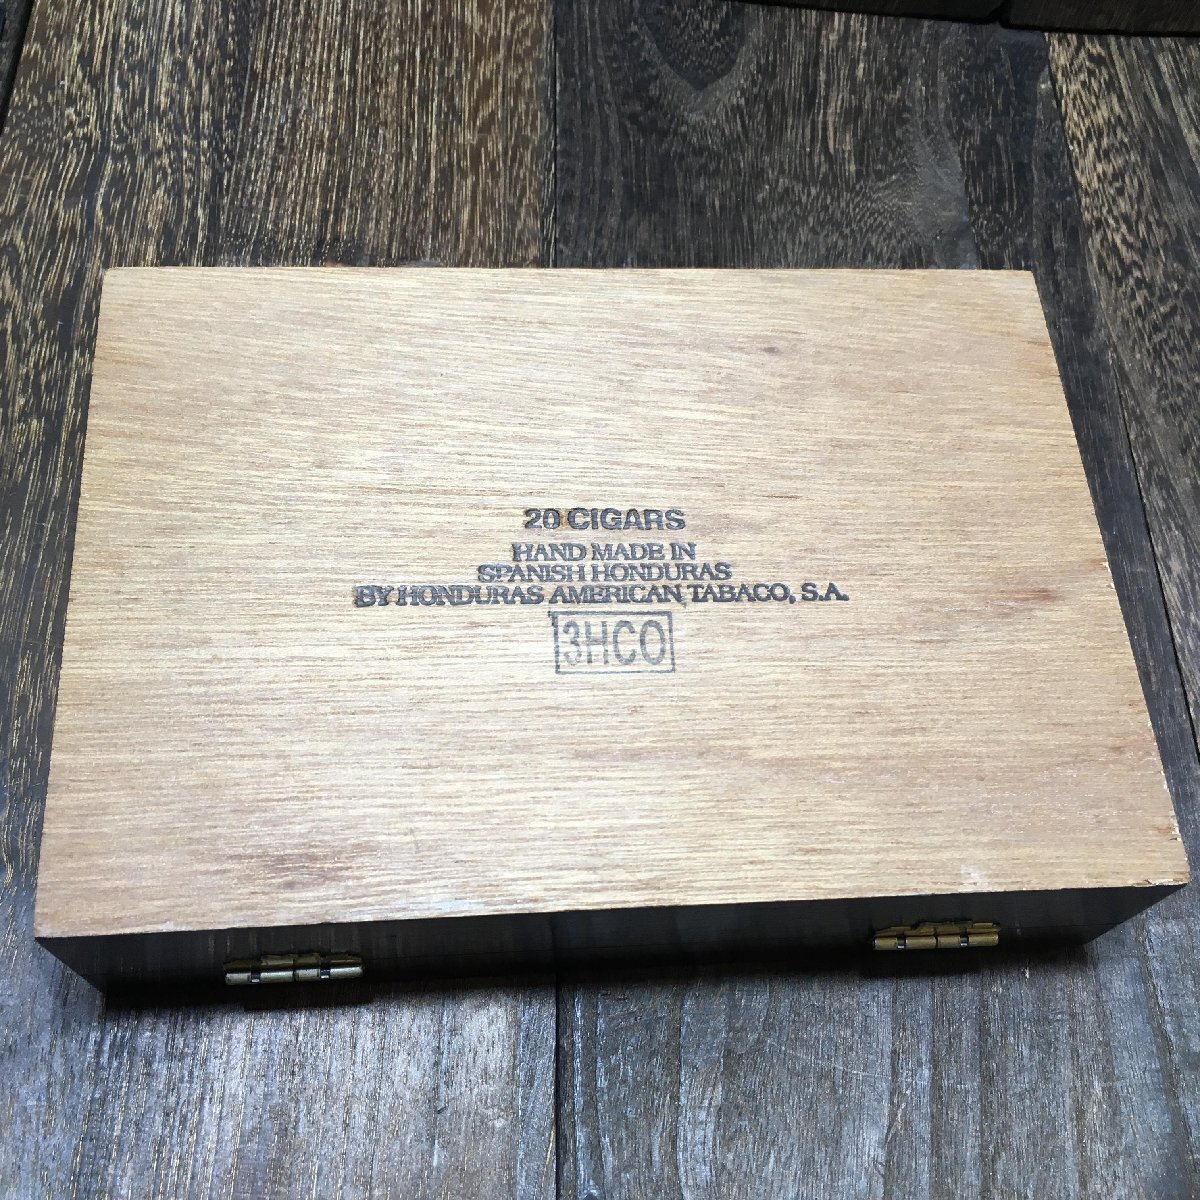 20 CIGARS
HAND MADE IN
SPANISH HONDURAS
BY HONDURAS AMERICAN TABACO, S.A.
3HCO